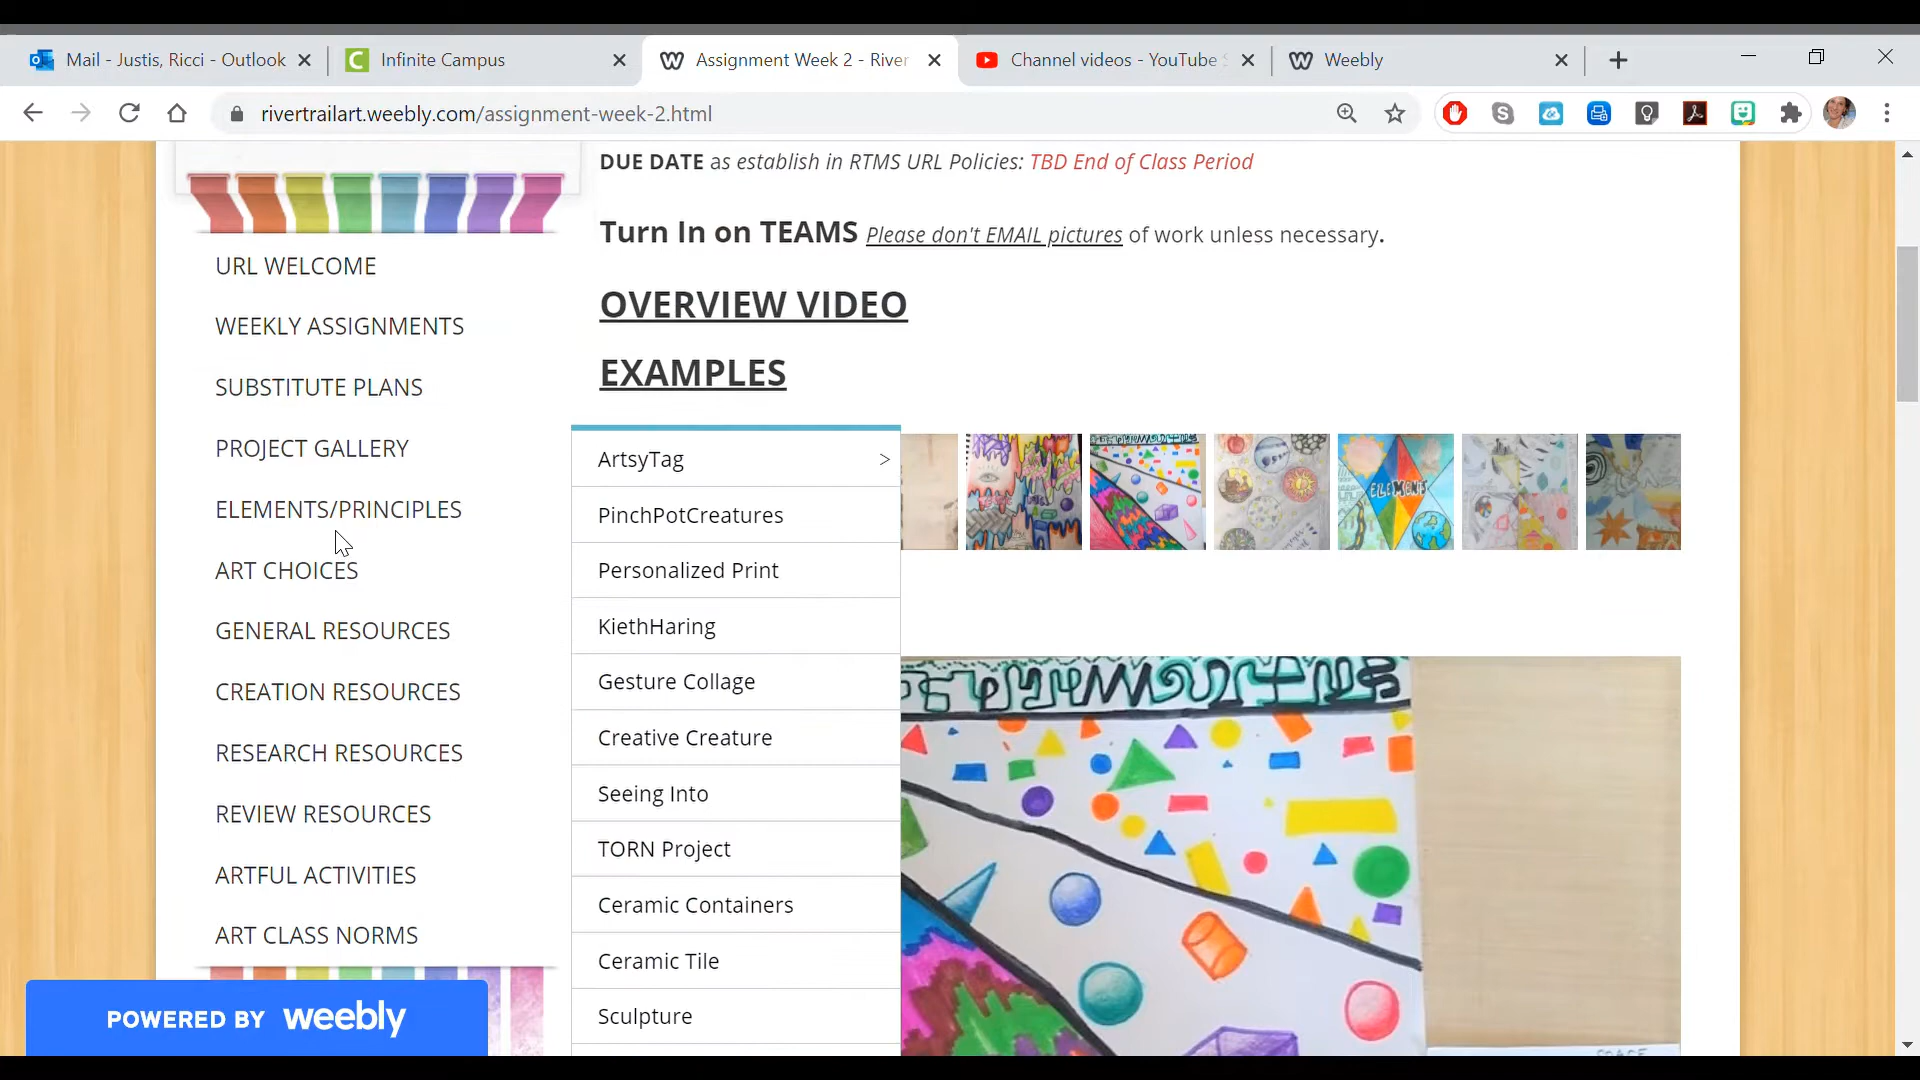 Mail - Justis, Ricci - Outlook
Infinite Campus
Assignment Week 2 - River
Channel videos - YouTube
Weebly
rivertrailart.weebly.com/assignment-week-2.html
DUE DATE as establish in RTMS URL Policies: TBD End of Class Period
Turn In on TEAMS Please don't EMAIL pictures of work unless necessary.
OVERVIEW VIDEO
EXAMPLES
URL WELCOME
WEEKLY ASSIGNMENTS
SUBSTITUTE PLANS
PROJECT GALLERY
ELEMENTS/PRINCIPLES
ART CHOICES
GENERAL RESOURCES
CREATION RESOURCES
RESEARCH RESOURCES
REVIEW RESOURCES
ARTFUL ACTIVITIES
ART CLASS NORMS
ArtsyTag >
PinchPotCreatures
Personalized Print
KiethHaring
Gesture Collage
Creative Creature
Seeing Into
TORN Project
Ceramic Containers
Ceramic Tile
Sculpture
POWERED BY weebly